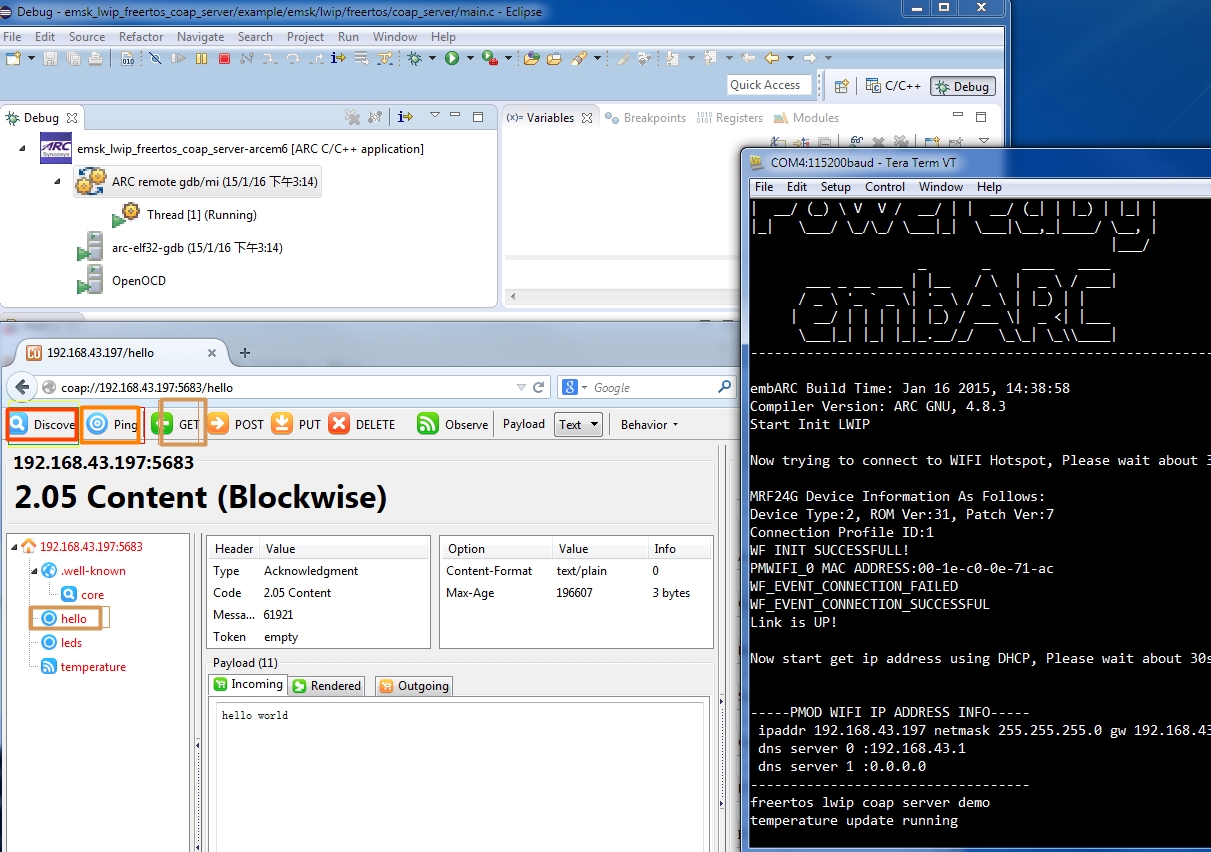 Debug - emsk_lwip_freertos_coap_server/example/emsk/lwip/freertos/coap_server/main.c - Eclipse
File Edit Source Refactor Navigate Search Project Run Window Help
Quick Access C/C++ Debug
Debug
ARC
Synopsys
emsk_lwip_freertos_coap_server-arcem6 [ARC C/C++ application]
ARC remote gdb/mi (15/1/16 下午3:14)
Thread [1] (Running)
arc-elf32-gdb (15/1/16 下午3:14)
OpenOCD
(x)= Variables Breakpoints Registers Modules
192.168.43.197/hello
coap://192.168.43.197:5683/hello
Google
Discove Ping GET POST PUT DELETE Observe Payload Text Behavior
192.168.43.197:5683
2.05 Content (Blockwise)
192.168.43.197:5683
.well-known
core
hello
leds
temperature
Header Value
Type Acknowledgment
Code 2.05 Content
Messa... 61921
Token empty
Option Value Info
Content-Format text/plain 0
Max-Age 196607 3 bytes
Payload (11)
Incoming Rendered Outgoing
hello world
COM4:115200baud - Tera Term VT
File Edit Setup Control Window Help
Powered By
embARC
embARC Build Time: Jan 16 2015, 14:38:58
Compiler Version: ARC GNU, 4.8.3
Start Init LWIP
Now trying to connect to WIFI Hotspot, Please wait about 3
MRF24G Device Information As Follows:
Device Type:2, ROM Ver:31, Patch Ver:7
Connection Profile ID:1
WF INIT SUCCESSFULL!
PMWIFI_0 MAC ADDRESS:00-1e-c0-0e-71-ac
WF_EVENT_CONNECTION_FAILED
WF_EVENT_CONNECTION_SUCCESSFUL
Link is UP!
Now start get ip address using DHCP, Please wait about 30s
-----PMOD WIFI IP ADDRESS INFO-----
ipaddr 192.168.43.197 netmask 255.255.255.0 gw 192.168.43
dns server 0 :192.168.43.1
dns server 1 :0.0.0.0
-----------------------------------
freertos lwip coap server demo
temperature update running